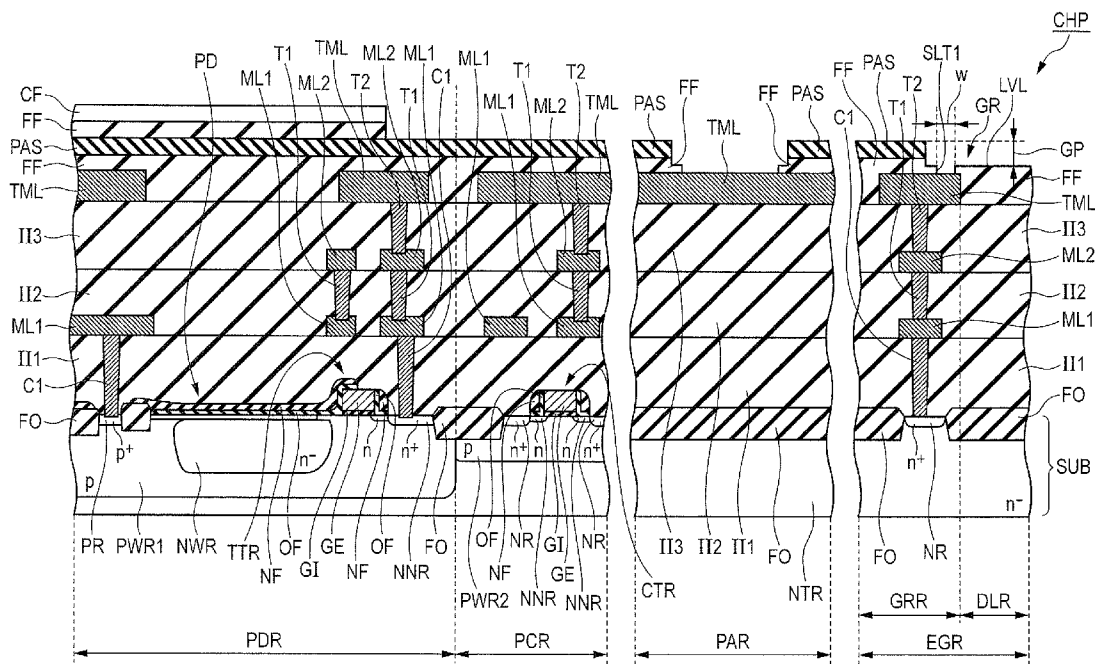 CHP
TML ML2 ML1 ML1 T1 T2 PAS SLT1 w
PD T1 T2 C1 FF T2 LVL
ML2 T1 ML2 FF FF T1 GR
ML1 TML PAS PAS C1
CF
FF
PAS
FF
TML
II3
II2
ML1
II1
C1
FO
TML
GP
FF
TML
II3
ML2
II2
ML1
II1
FO
SUB
p+ n- n n+ p n+ n n n+ n+
p n-
PR PWR1 NWR TTR NF OF GI GE NF OF NNR FO PWR2 OF NF NR NNR GI GE NR NNR CTR II3 II2 II1 FO NTR FO NR
GRR DLR
PDR PCR PAR EGR